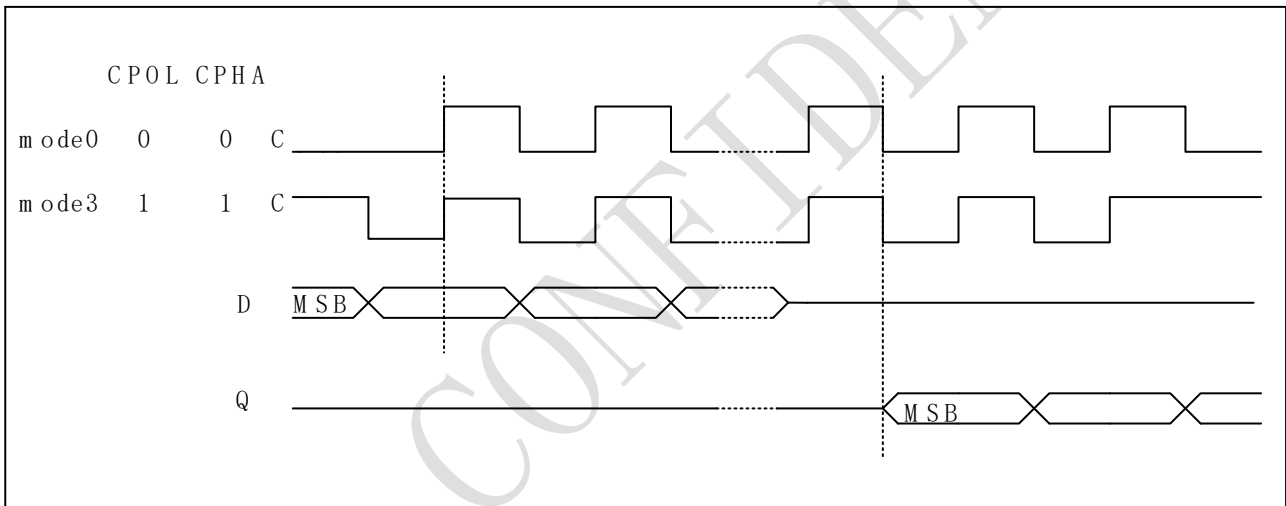 CPOL CPHA
mode0 0 0 C
mode3 1 1 C
D MSB
Q MSB
CONFIDE